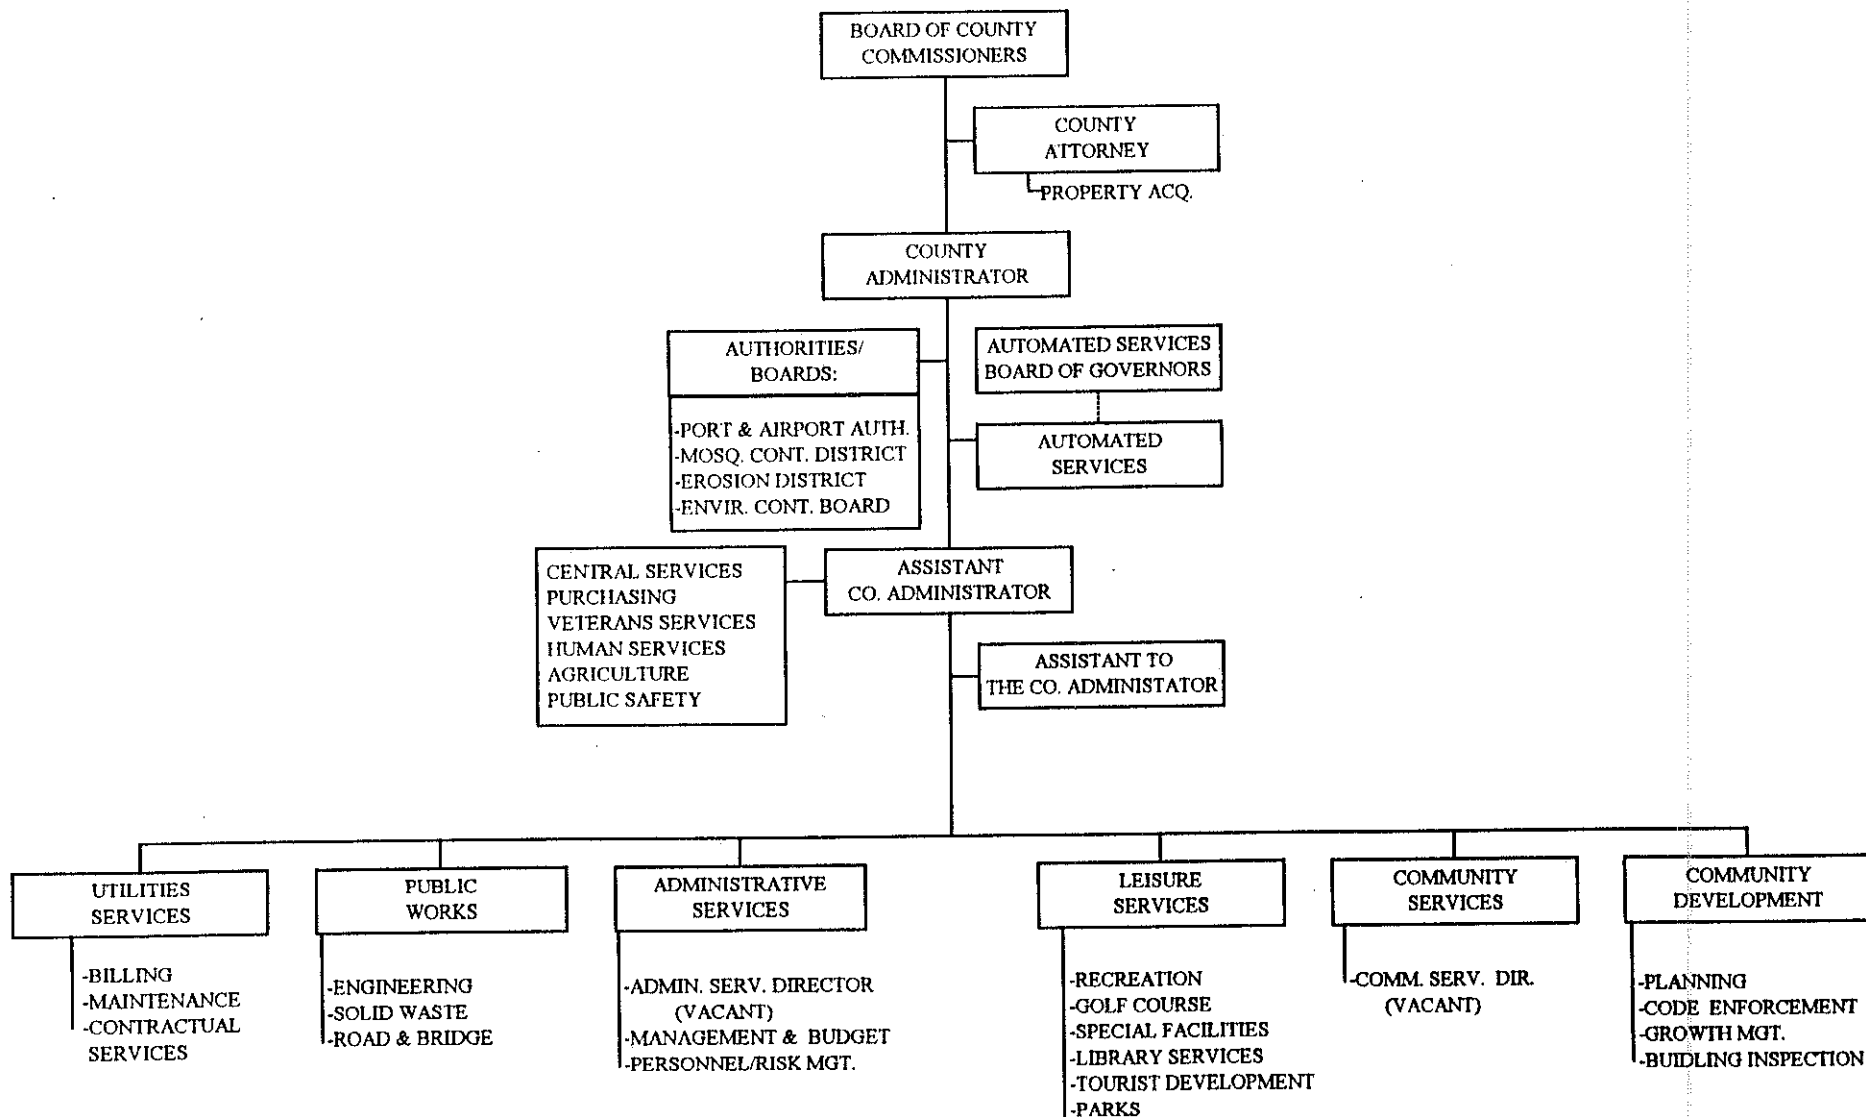 BOARD OF COUNTY
COMMISSIONERS
COUNTY
ATTORNEY
PROPERTY ACQ.
COUNTY
ADMINISTRATOR
AUTHORITIES/
BOARDS:
-PORT & AIRPORT AUTH.
-MOSQ. CONT. DISTRICT
-EROSION DISTRICT
-ENVIR. CONT. BOARD
AUTOMATED SERVICES
BOARD OF GOVERNORS
AUTOMATED
SERVICES
CENTRAL SERVICES
PURCHASING
VETERANS SERVICES
HUMAN SERVICES
AGRICULTURE
PUBLIC SAFETY
ASSISTANT
CO. ADMINISTRATOR
ASSISTANT TO
THE CO. ADMINISTATOR
UTILITIES
SERVICES
-BILLING
-MAINTENANCE
-CONTRACTUAL
SERVICES
PUBLIC
WORKS
-ENGINEERING
-SOLID WASTE
-ROAD & BRIDGE
ADMINISTRATIVE
SERVICES
-ADMIN. SERV. DIRECTOR
(VACANT)
-MANAGEMENT & BUDGET
-PERSONNEL/RISK MGT.
LEISURE
SERVICES
-RECREATION
-GOLF COURSE
-SPECIAL FACILITIES
-LIBRARY SERVICES
-TOURIST DEVELOPMENT
-PARKS
COMMUNITY
SERVICES
-COMM. SERV. DIR.
(VACANT)
COMMUNITY
DEVELOPMENT
-PLANNING
-CODE ENFORCEMENT
-GROWTH MGT.
-BUIDLING INSPECTION